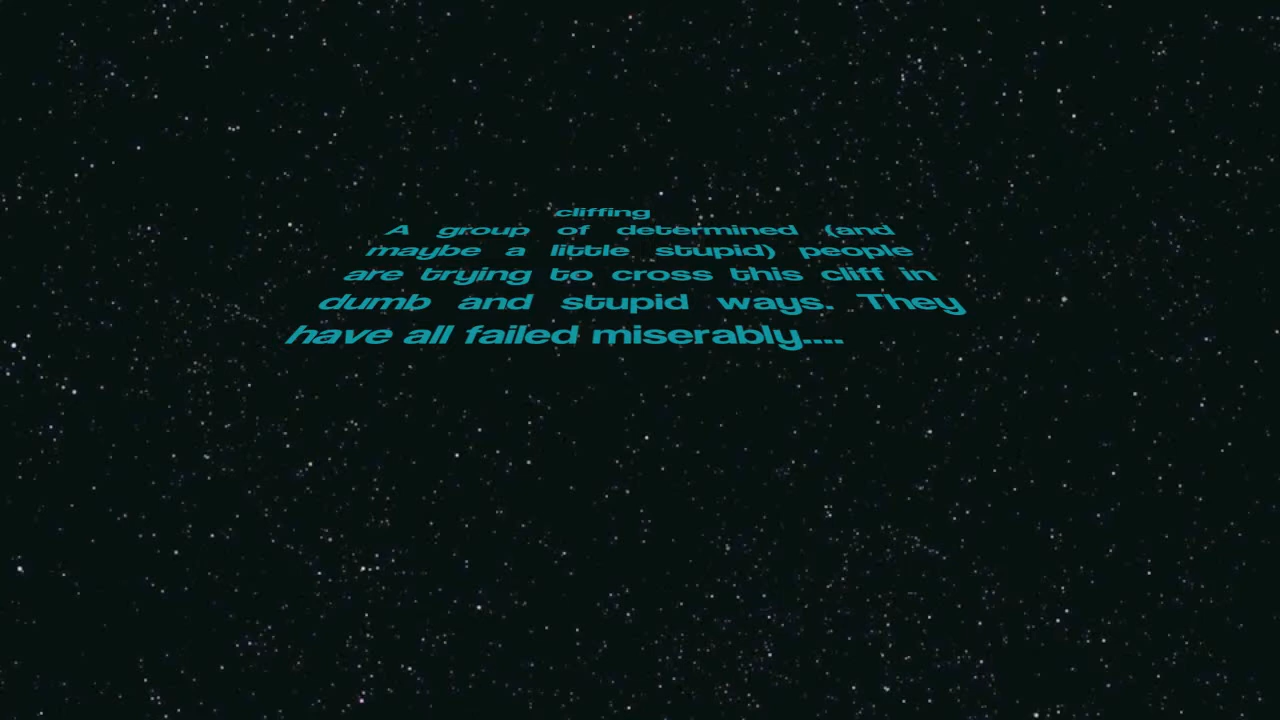 cliffing
A group of determined (and
maybe a little stupid) people
are trying to cross this cliff in
dumb and stupid ways. They
have all failed miserably....